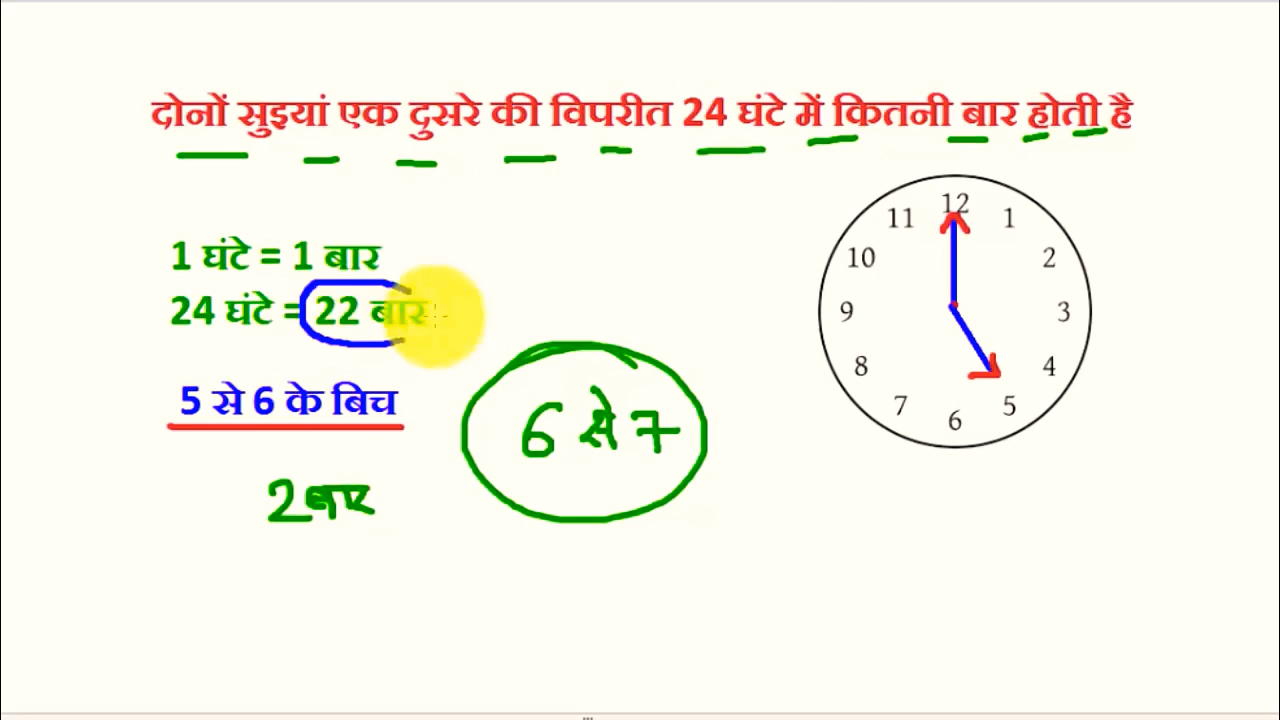 दोनों सुइयां एक दुसरे की विपरीत 24 घंटे में कितनी बार होती है
1 घंटे = 1 बार
24 घंटे = 22 बार
5 से 6 के बिच
6 से 7
2 बार
12
11
1
10
2
9
3
8
4
7
5
6